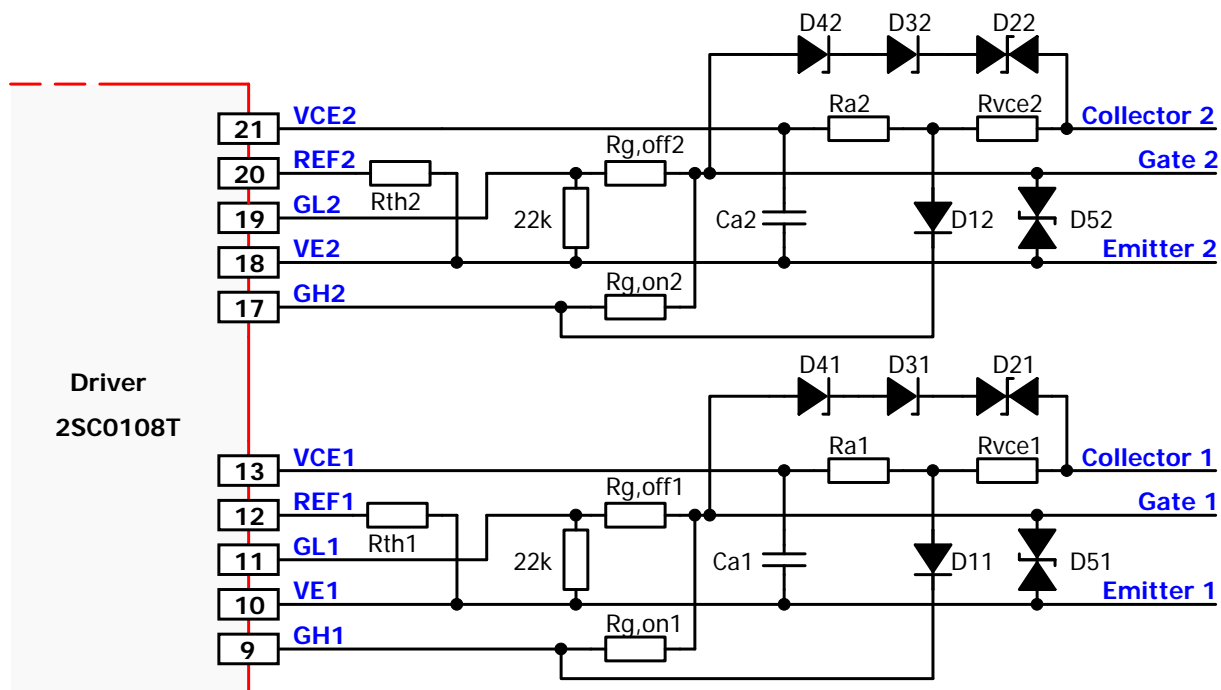 D42 D32 D22
21 VCE2 Ra2 Rvce2 Collector 2
20 REF2 Rg,off2 Gate 2
Rth2
19 GL2
22k Ca2 D12 D52
18 VE2 Emitter 2
17 GH2 Rg,on2
Driver
2SC0108T
D41 D31 D21
13 VCE1 Ra1 Rvce1 Collector 1
12 REF1 Rg,off1 Gate 1
Rth1
11 GL1
22k Ca1 D11 D51
10 VE1 Emitter 1
9 GH1 Rg,on1